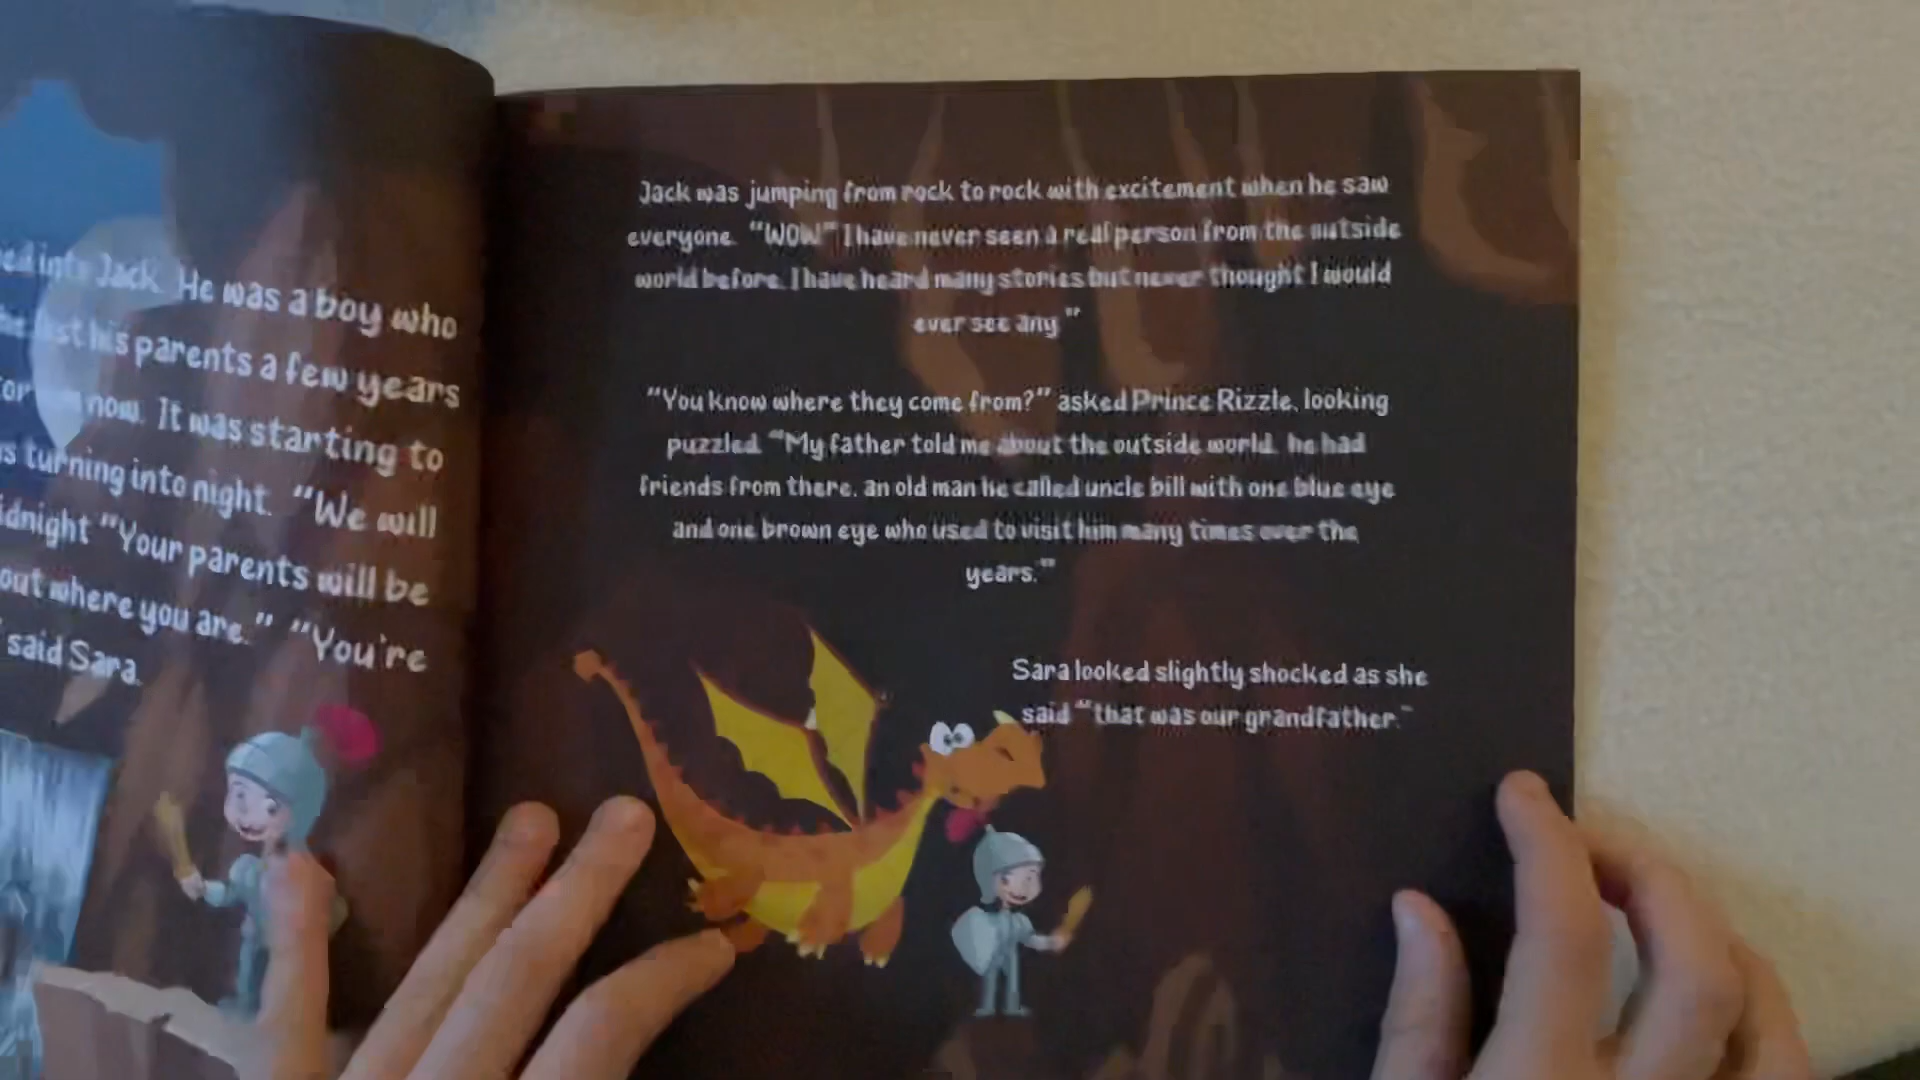 into Jack. He was a boy who
his parents a few years
now. It was starting to
turning into night. "We will
"Your parents will be
out where you are." "You're
said Sara.
Jack was jumping from rock to rock with excitement when he saw
everyone. "WOW" I have never seen a real person from the outside
world before. I have heard many stories but never thought I would
ever see any."
"You know where they come from?" asked Prince Rizzle, looking
puzzled. "My father told me about the outside world, he had
friends from there, an old man he called uncle bill with one blue eye
and one brown eye who used to visit him many times over the
years.""
Sara looked slightly shocked as she
said "that was our grandfather."